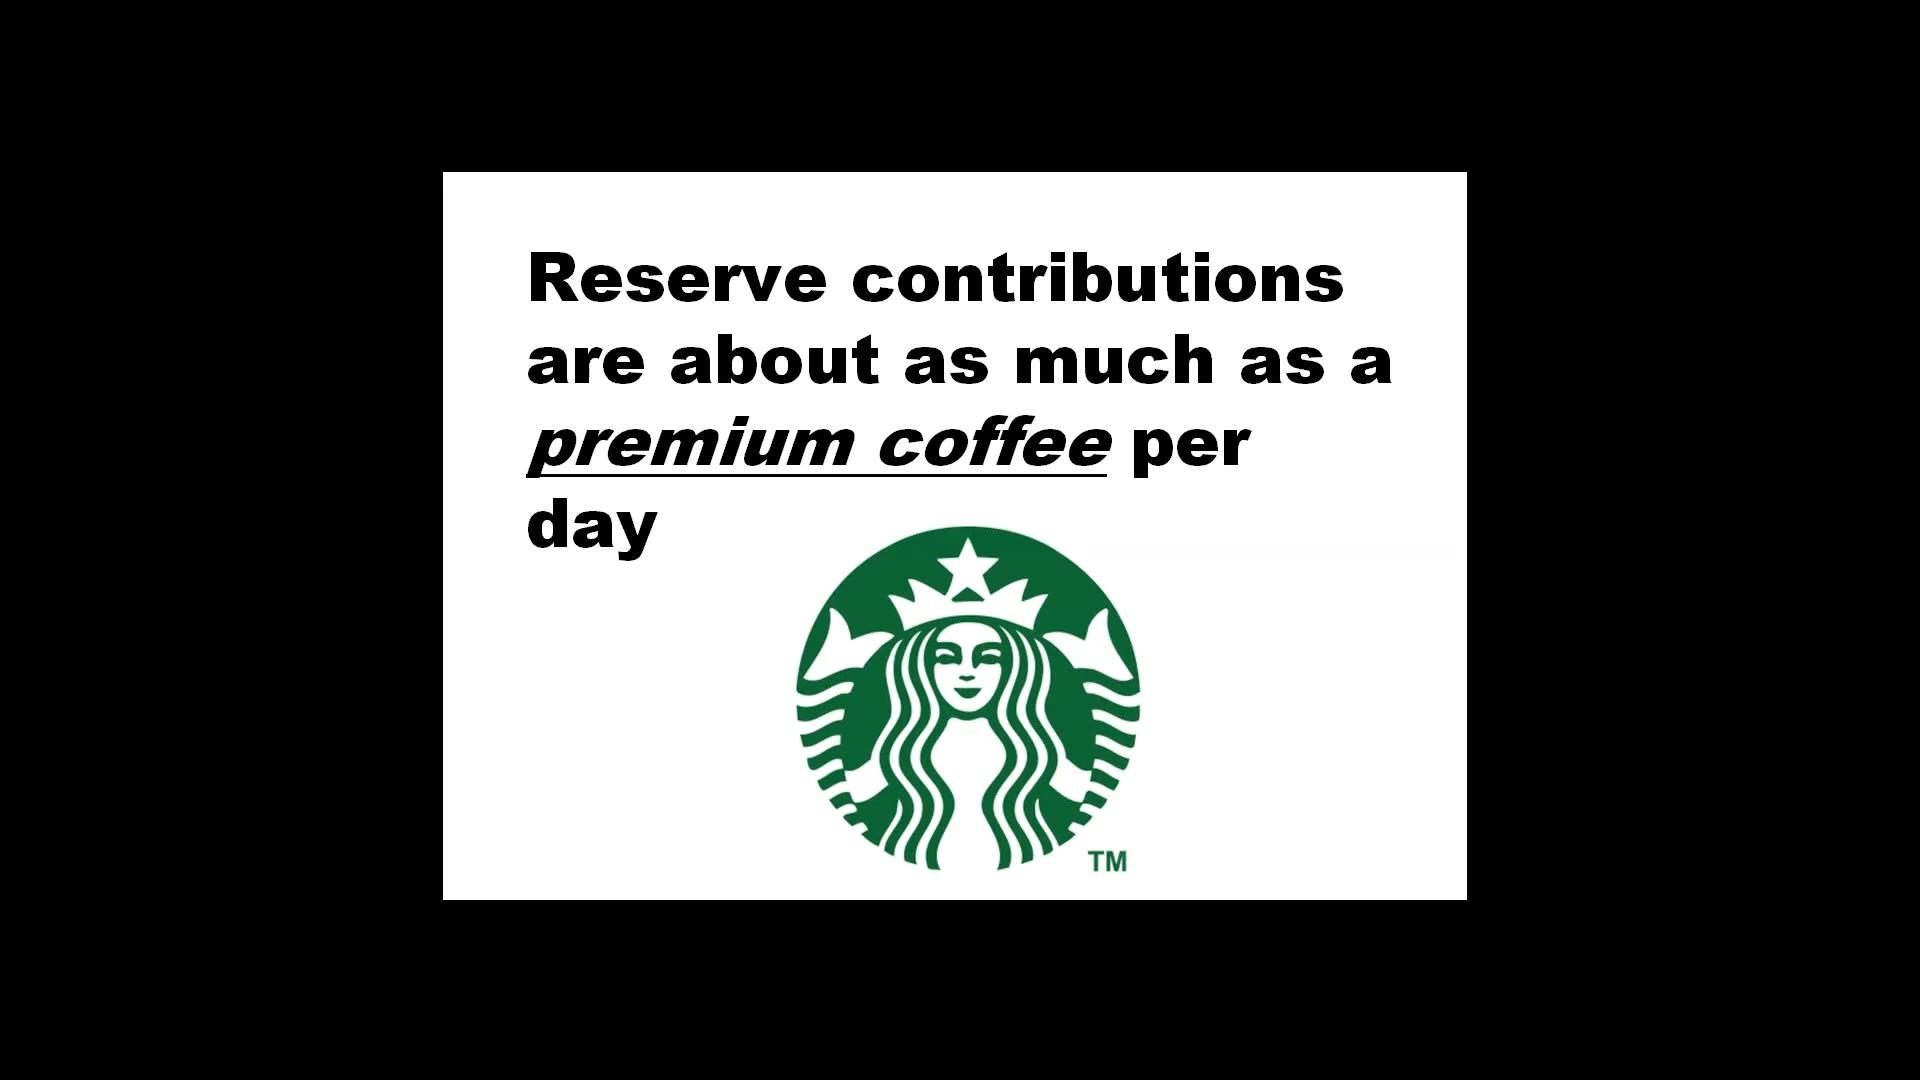 Reserve contributions
are about as much as a
premium coffee per
day
TM